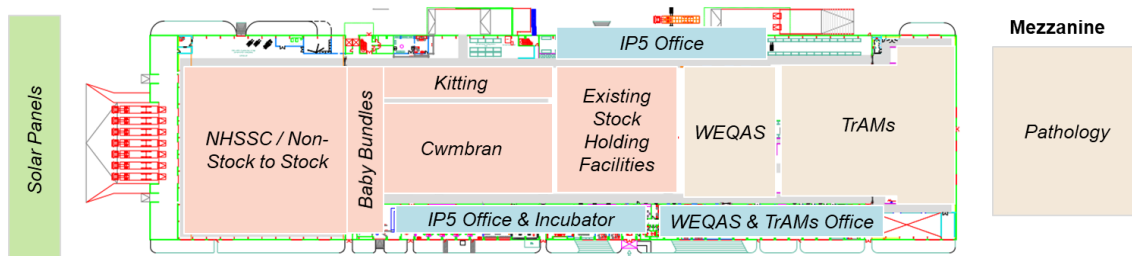 Solar Panels
NHSSC / Non-
Stock to Stock
Baby Bundles
Kitting
Cwmbran
IP5 Office
Existing
Stock
Holding
Facilities
WEQAS
TrAMs
IP5 Office & Incubator
WEQAS & TrAMs Office
Mezzanine
Pathology